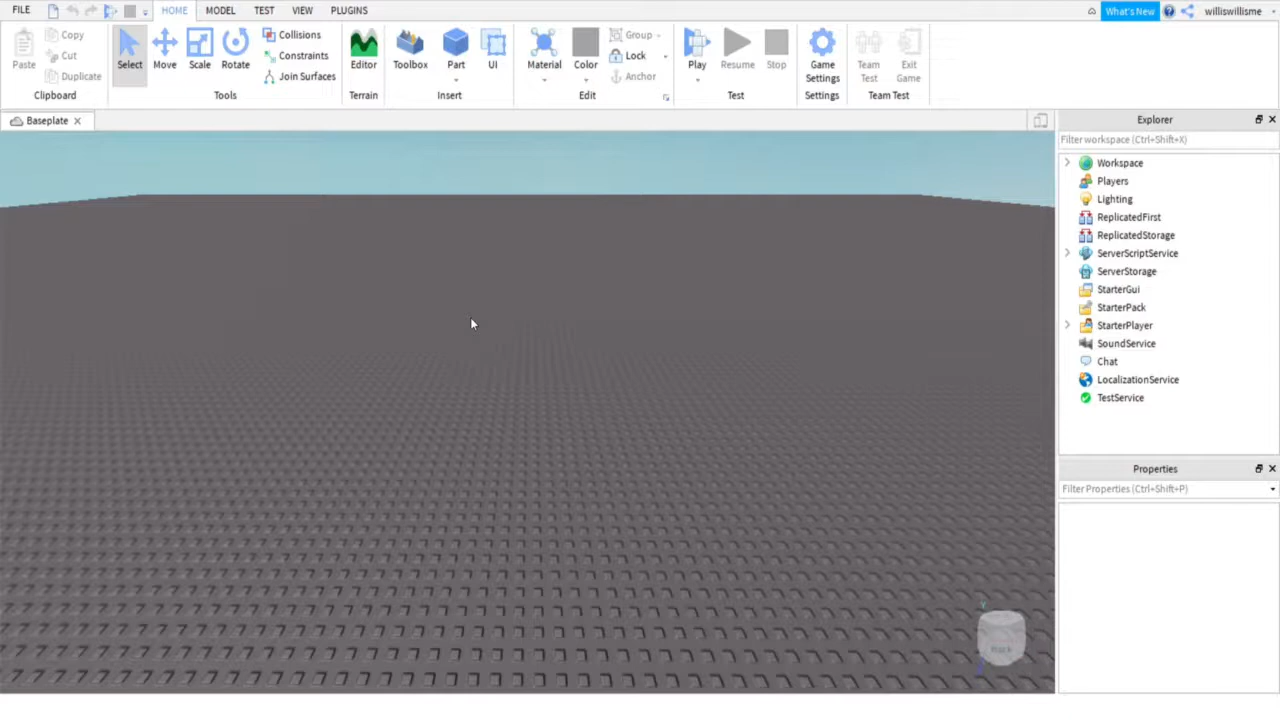 FILE HOME MODEL TEST VIEW PLUGINS What's New williswillisme
Paste Copy Cut Duplicate Clipboard
Select Move Scale Rotate Collisions Constraints Join Surfaces Tools
Editor Terrain
Toolbox Part UI Insert
Material Color Group Lock Anchor Edit
Play Resume Stop Test
Game Settings Settings
Team Test Exit Game Team Test
Baseplate
Explorer
Filter workspace (Ctrl+Shift+X)
Workspace
Players
Lighting
ReplicatedFirst
ReplicatedStorage
ServerScriptService
ServerStorage
StarterGui
StarterPack
StarterPlayer
SoundService
Chat
LocalizationService
TestService
Properties
Filter Properties (Ctrl+Shift+P)
Y
Back